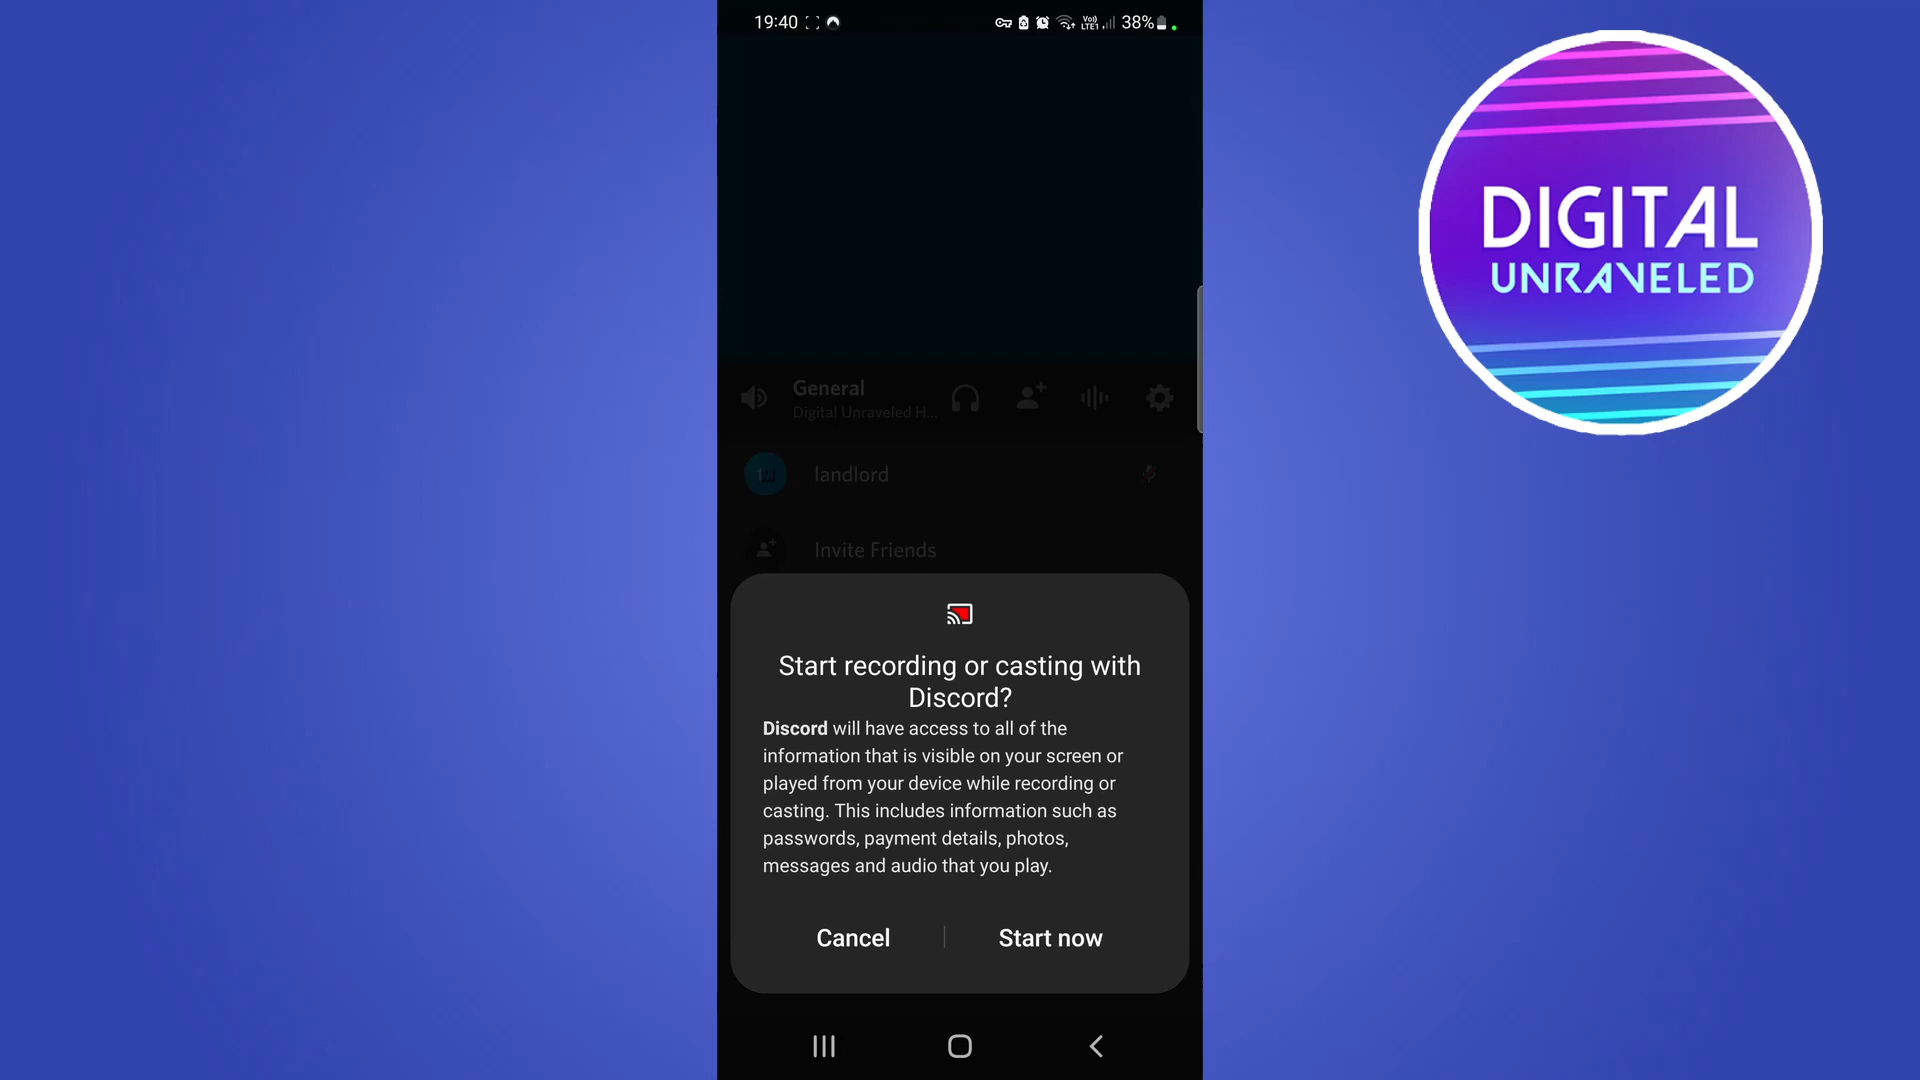 19:40
Vo)) LTE1 38%
DIGITAL
UNRAVELED
General
Digital Unraveled H...
landlord
Invite Friends
Start recording or casting with
Discord?
Discord will have access to all of the
information that is visible on your screen or
played from your device while recording or
casting. This includes information such as
passwords, payment details, photos,
messages and audio that you play.
Cancel
Start now